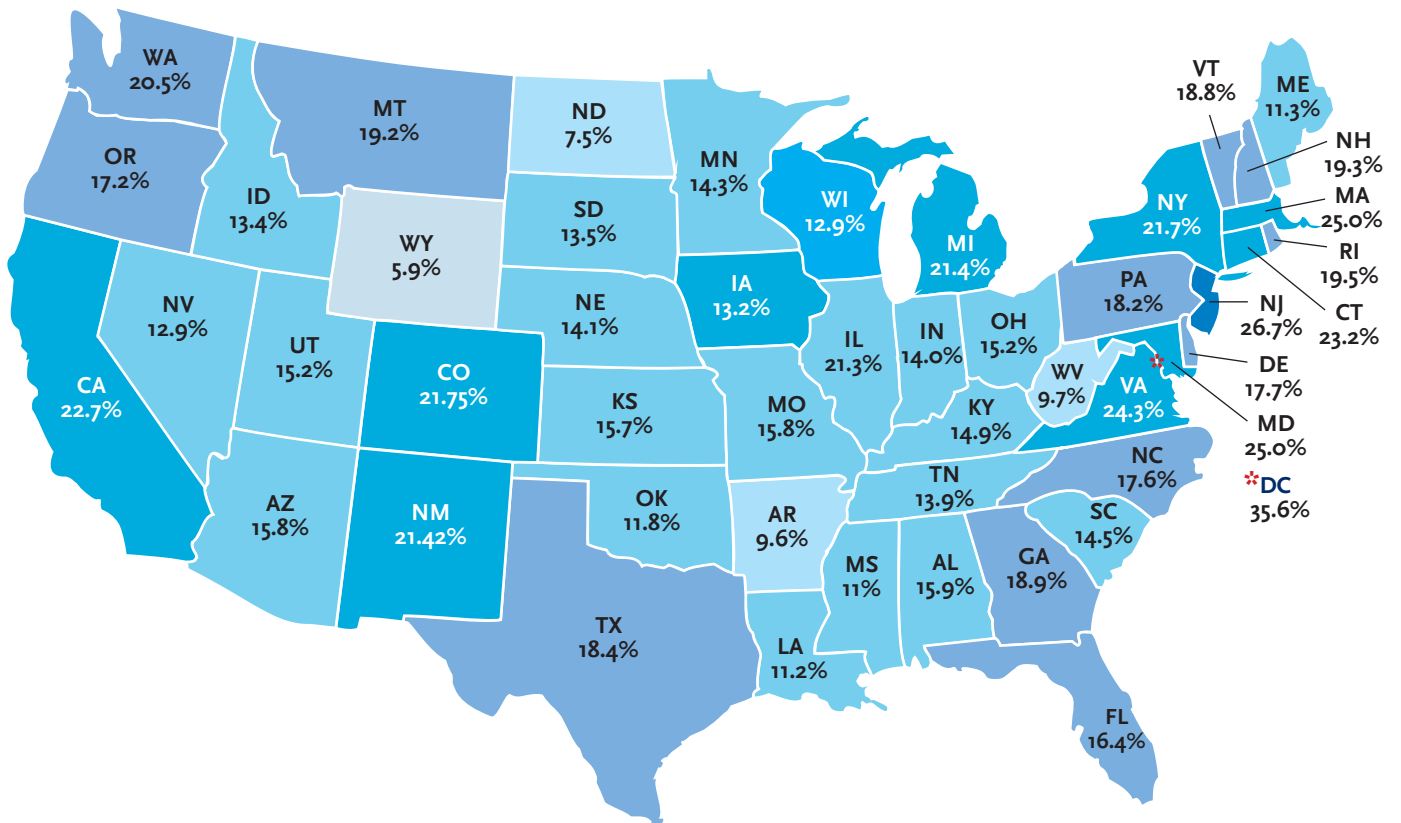 WA
20.5%
OR
17.2%
CA
22.7%
ID
13.4%
NV
12.9%
MT
19.2%
WY
5.9%
UT
15.2%
AZ
15.8%
CO
21.75%
NM
21.42%
ND
7.5%
SD
13.5%
NE
14.1%
KS
15.7%
OK
11.8%
TX
18.4%
MN
14.3%
IA
13.2%
MO
15.8%
AR
9.6%
LA
11.2%
WI
12.9%
IL
21.3%
MI
21.4%
IN
14.0%
OH
15.2%
KY
14.9%
TN
13.9%
MS
11%
AL
15.9%
GA
18.9%
FL
16.4%
SC
14.5%
NC
17.6%
WV
9.7%
VA
24.3%
PA
18.2%
NY
21.7%
VT
18.8%
ME
11.3%
NH
19.3%
MA
25.0%
RI
19.5%
CT
23.2%
NJ
26.7%
DE
17.7%
MD
25.0%
*DC
35.6%